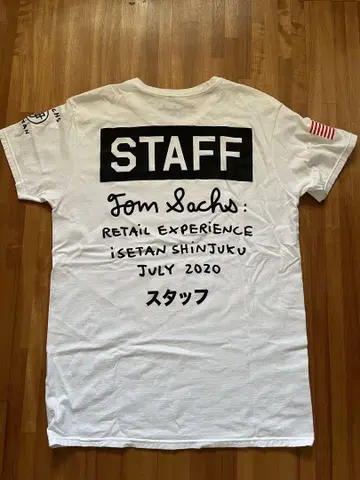 STAFF
Tom Sachs:
RETAiL EXPERiENCE
iSETAN SHiNJUKU
JULY 2020
スタッフ